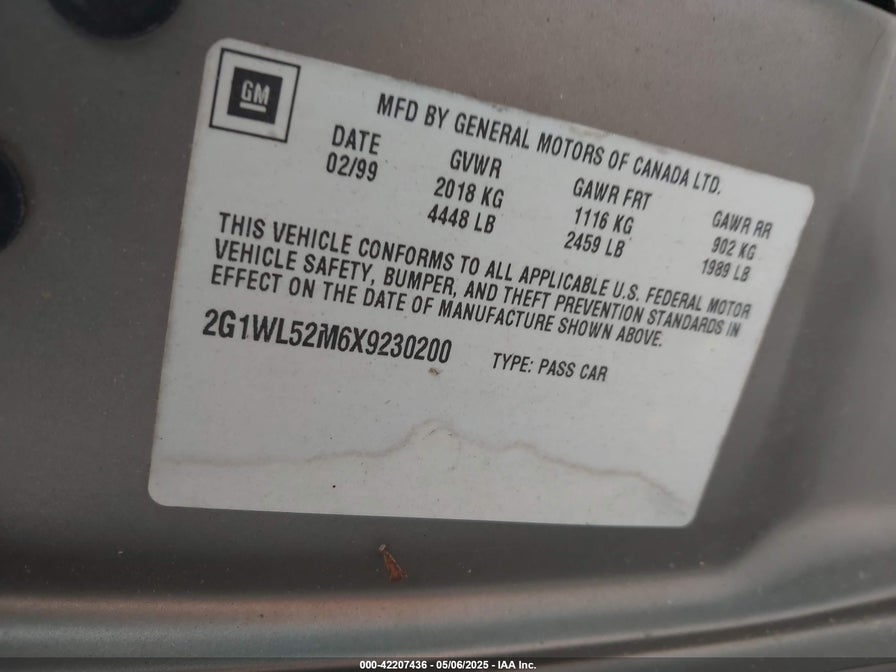 GM
MFD BY GENERAL MOTORS OF CANADA LTD.
DATE GVWR GAWR FRT GAWR RR
02/99 2018 KG 1116 KG 902 KG
4448 LB 2459 LB 1989 LB
THIS VEHICLE CONFORMS TO ALL APPLICABLE U.S. FEDERAL MOTOR
VEHICLE SAFETY, BUMPER, AND THEFT PREVENTION STANDARDS IN
EFFECT ON THE DATE OF MANUFACTURE SHOWN ABOVE.
2G1WL52M6X9230200 TYPE: PASS CAR
000-42207436 - 05/06/2025 - IAA Inc.